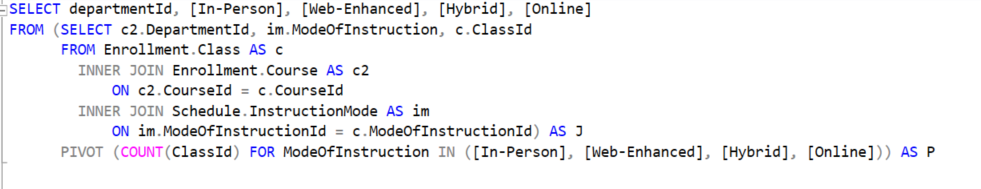 SELECT departmentId, [In-Person], [Web-Enhanced], [Hybrid], [Online]
FROM (SELECT c2.DepartmentId, im.ModeOfInstruction, c.ClassId
FROM Enrollment.Class AS c
INNER JOIN Enrollment.Course AS c2
ON c2.CourseId = c.CourseId
INNER JOIN Schedule.InstructionMode AS im
ON im.ModeOfInstructionId = c.ModeOfInstructionId) AS J
PIVOT (COUNT(ClassId) FOR ModeOfInstruction IN ([In-Person], [Web-Enhanced], [Hybrid], [Online])) AS P